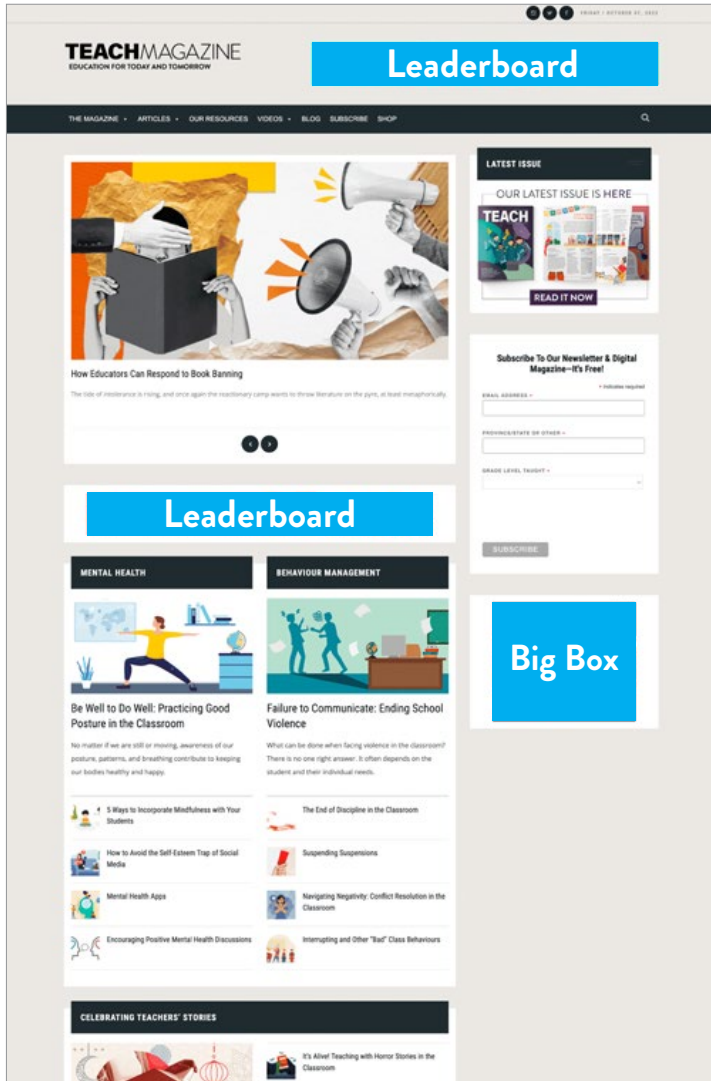 FRIDAY / OCTOBER 07, 2022
TEACHMAGAZINE
EDUCATION FOR TODAY AND TOMORROW
Leaderboard
THE MAGAZINE
ARTICLES
OUR RESOURCES
VIDEOS
BLOG
SUBSCRIBE
SHOP
How Educators Can Respond to Book Banning
The tide of intolerance is rising, and once again the reactionary camp wants to throw literature on the pyre, at least metaphorically.
LATEST ISSUE
OUR LATEST ISSUE IS HERE
TEACH
READ IT NOW
Subscribe To Our Newsletter & Digital
Magazine—It's Free!
* indicates required
EMAIL ADDRESS *
PROVINCE/STATE OR OTHER *
GRADE LEVEL TAUGHT *
SUBSCRIBE
Leaderboard
Big Box
MENTAL HEALTH
Be Well to Do Well: Practicing Good
Posture in the Classroom
No matter if we are still or moving, awareness of our
posture, patterns, and breathing contribute to keeping
our bodies healthy and happy.
5 Ways to Incorporate Mindfulness with Your
Students
How to Avoid the Self-Esteem Trap of Social
Media
Mental Health Apps
Encouraging Positive Mental Health Discussions
BEHAVIOUR MANAGEMENT
Failure to Communicate: Ending School
Violence
What can be done when facing violence in the classroom?
There is no one right answer. It often depends on the
student and their individual needs.
The End of Discipline in the Classroom
Suspending Suspensions
Navigating Negativity: Conflict Resolution in the
Classroom
Interrupting and Other "Bad" Class Behaviours
CELEBRATING TEACHERS' STORIES
It's Alive! Teaching with Horror Stories in the
Classroom